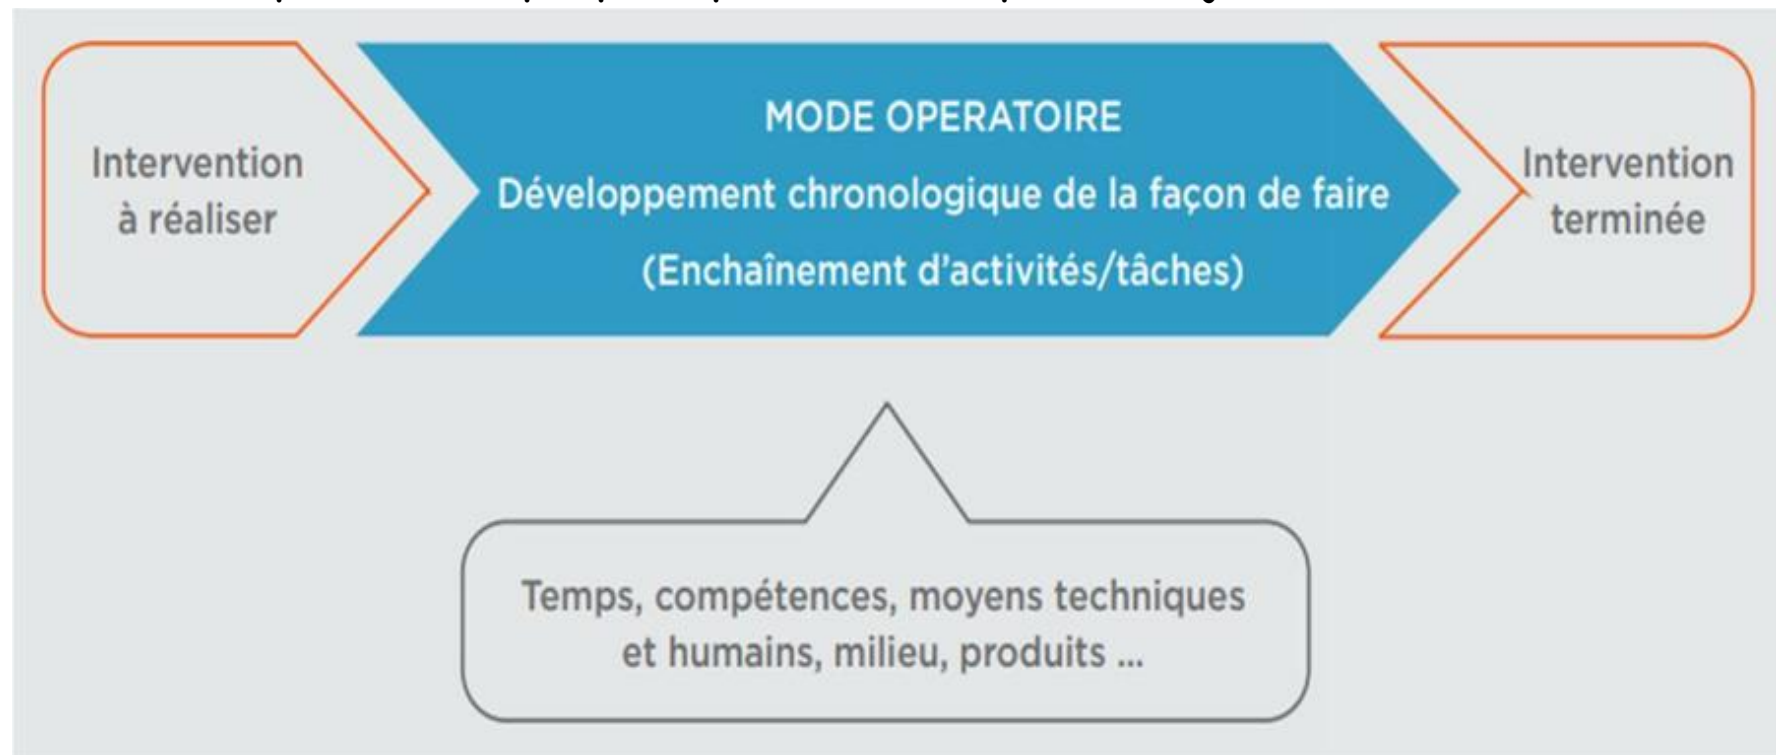 Intervention
à réaliser
MODE OPERATOIRE
Développement chronologique de la façon de faire
(Enchaînement d'activités/tâches)
Intervention
terminée
Temps, compétences, moyens techniques
et humains, milieu, produits ...